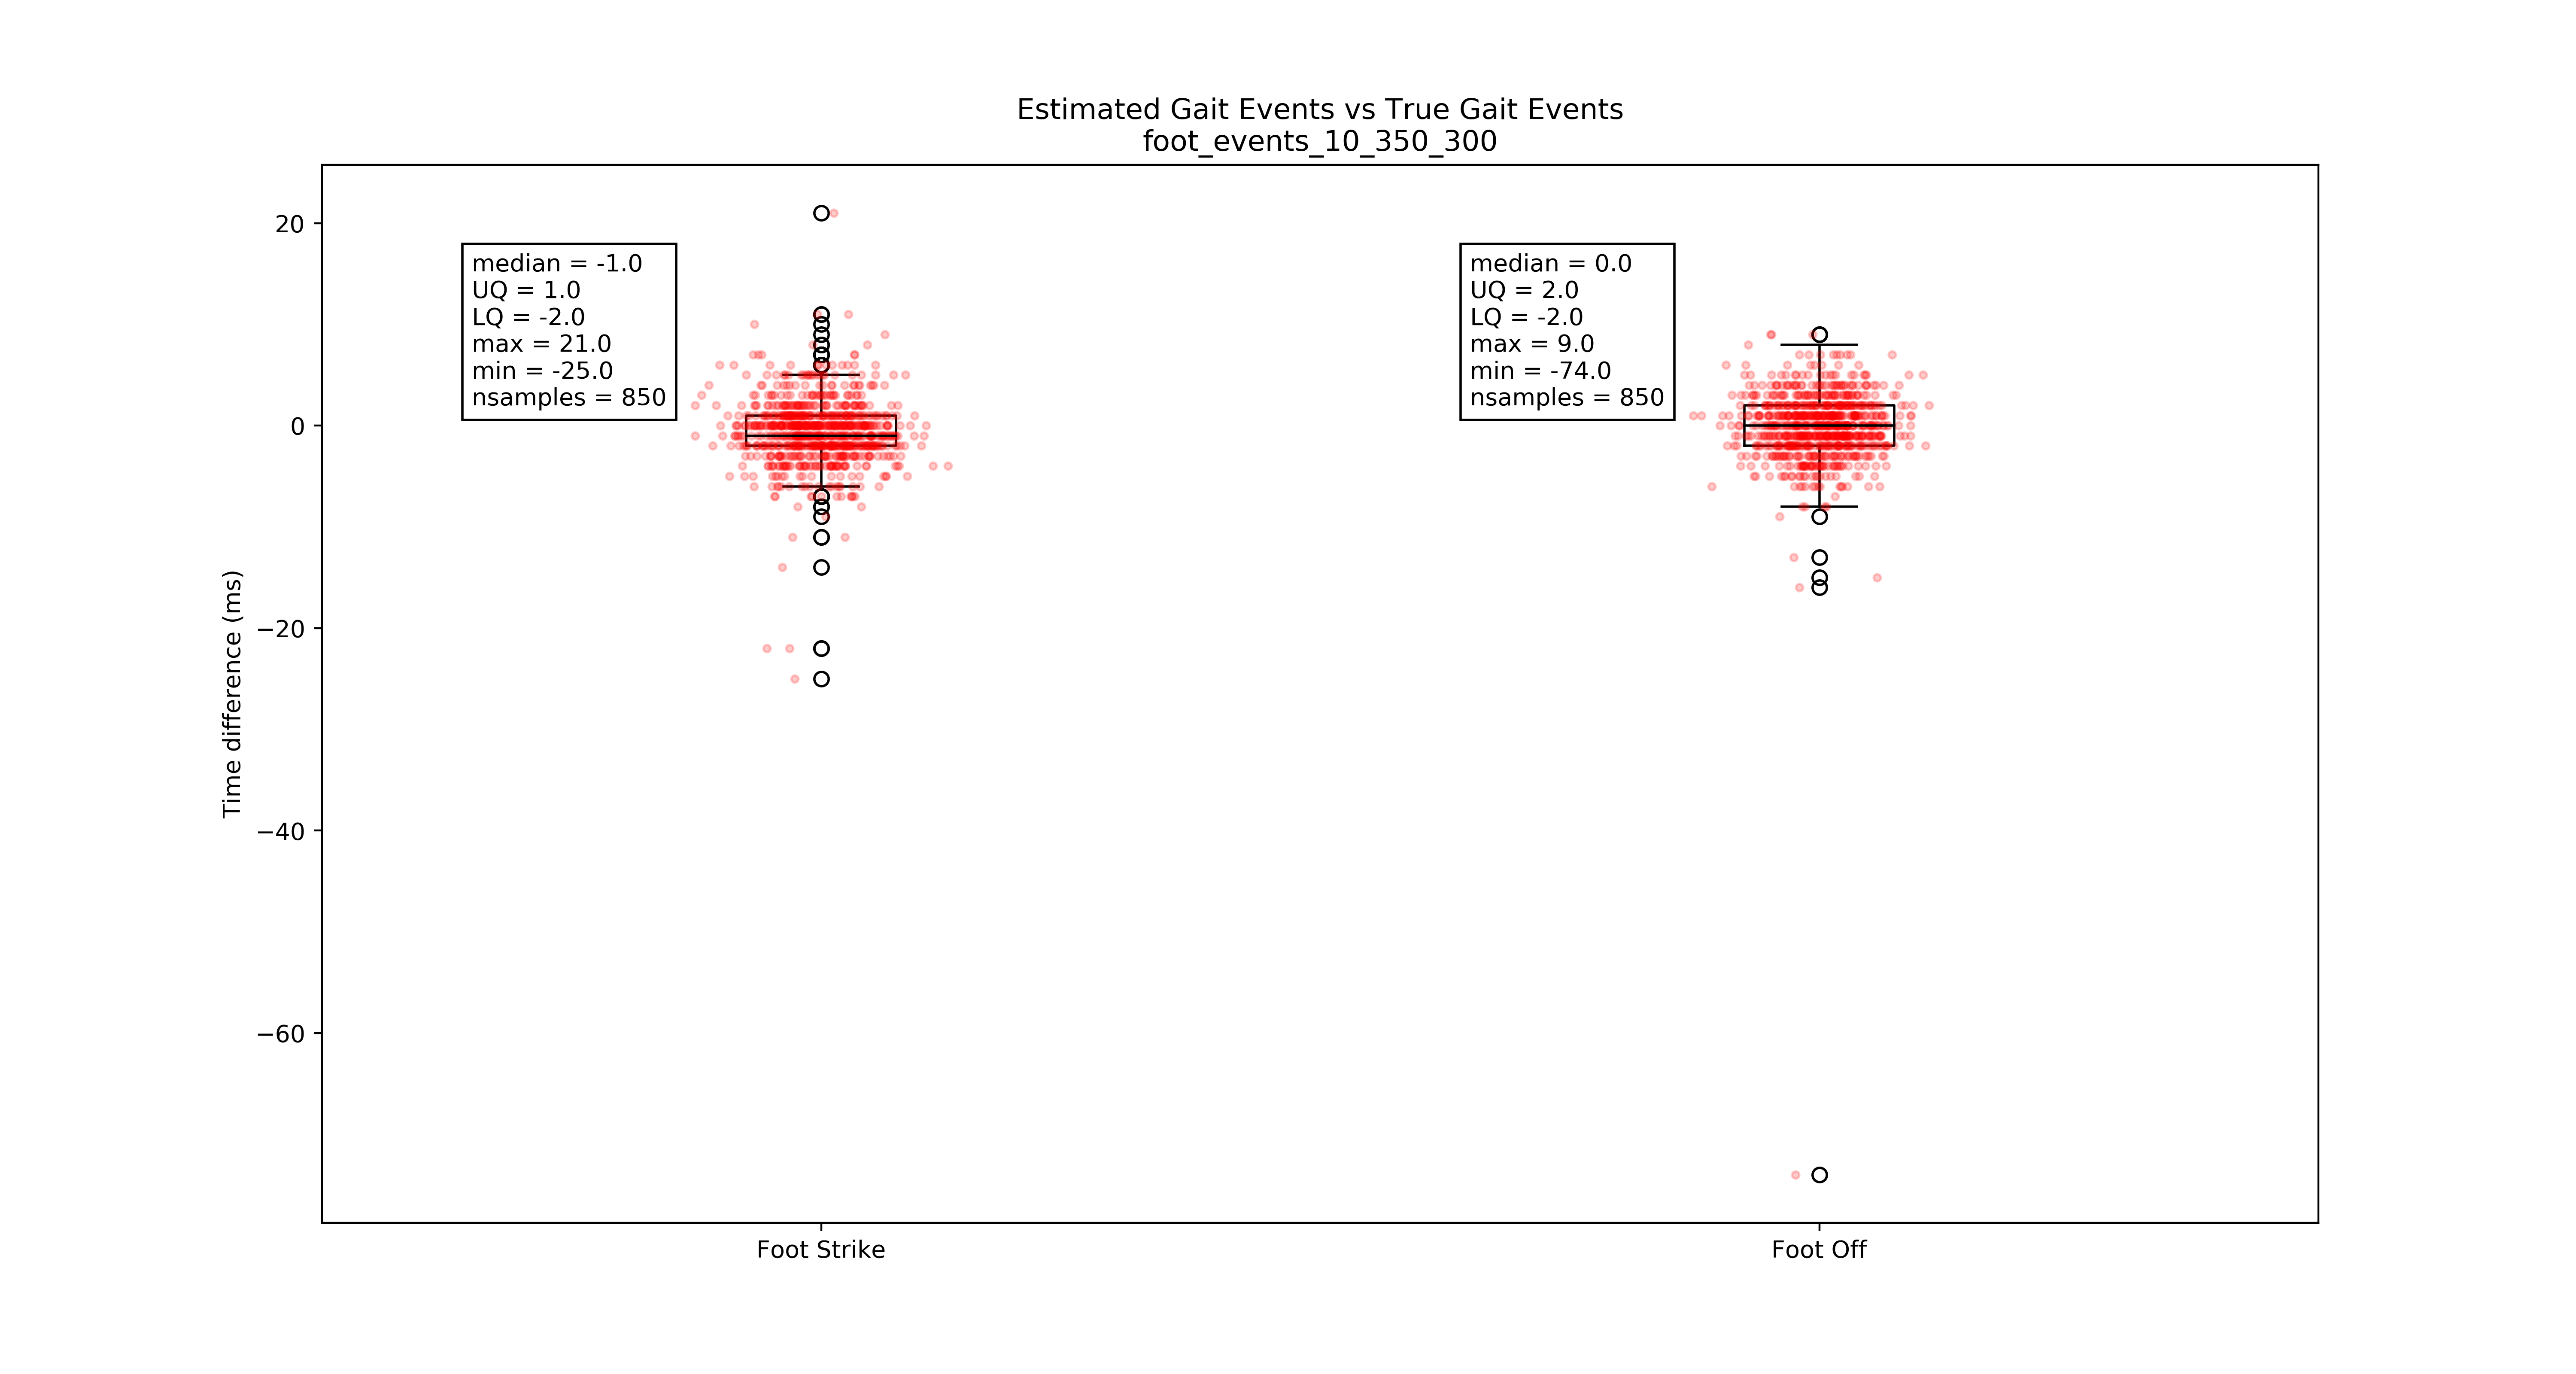 Estimated Gait Events vs True Gait Events
foot_events_10_350_300
20
0
−20
−40
−60
Time difference (ms)
median = -1.0
UQ = 1.0
LQ = -2.0
max = 21.0
min = -25.0
nsamples = 850
median = 0.0
UQ = 2.0
LQ = -2.0
max = 9.0
min = -74.0
nsamples = 850
Foot Strike
Foot Off